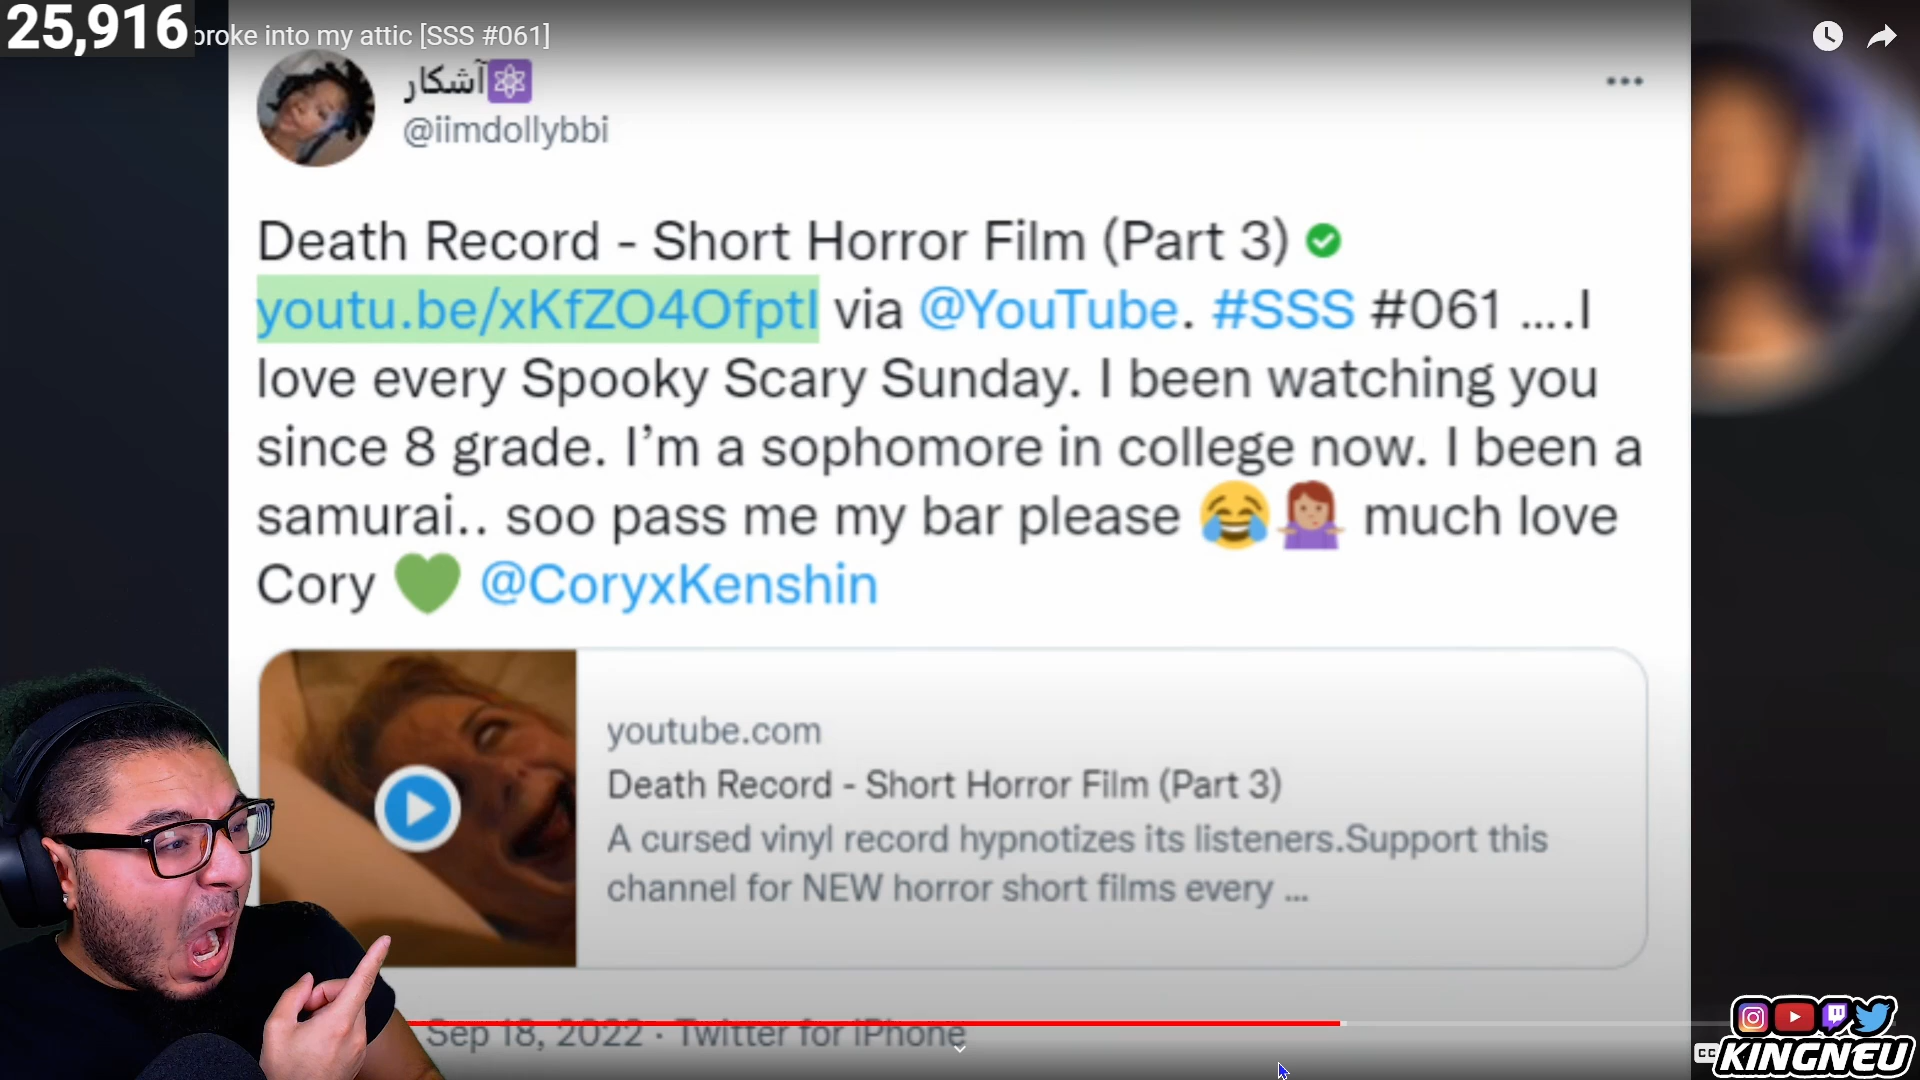 25,916
broke into my attic [SSS #061]
آشکار
@iimdollybbi
Death Record - Short Horror Film (Part 3)
youtu.be/xKfZO4OfptI via @YouTube. #SSS #061 ....I
love every Spooky Scary Sunday. I been watching you
since 8 grade. I’m a sophomore in college now. I been a
samurai.. soo pass me my bar please 😂🤷🏽‍♀️ much love
Cory 💚 @CoryxKenshin
youtube.com
Death Record - Short Horror Film (Part 3)
A cursed vinyl record hypnotizes its listeners.Support this
channel for NEW horror short films every ...
Sep 18, 2022 · Twitter for iPhone
CC
KINGNEU